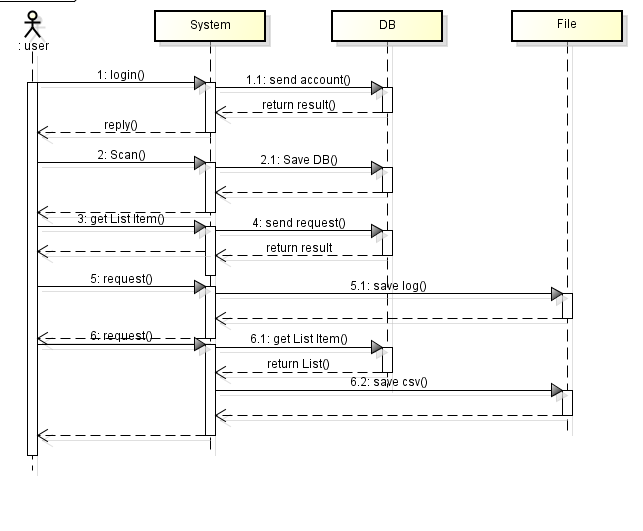 System
DB
File
: user
1: login()
1.1: send account()
return result()
reply()
2: Scan()
2.1: Save DB()
3: get List Item()
4: send request()
return result
5: request()
5.1: save log()
6: request()
6.1: get List Item()
return List()
6.2: save csv()